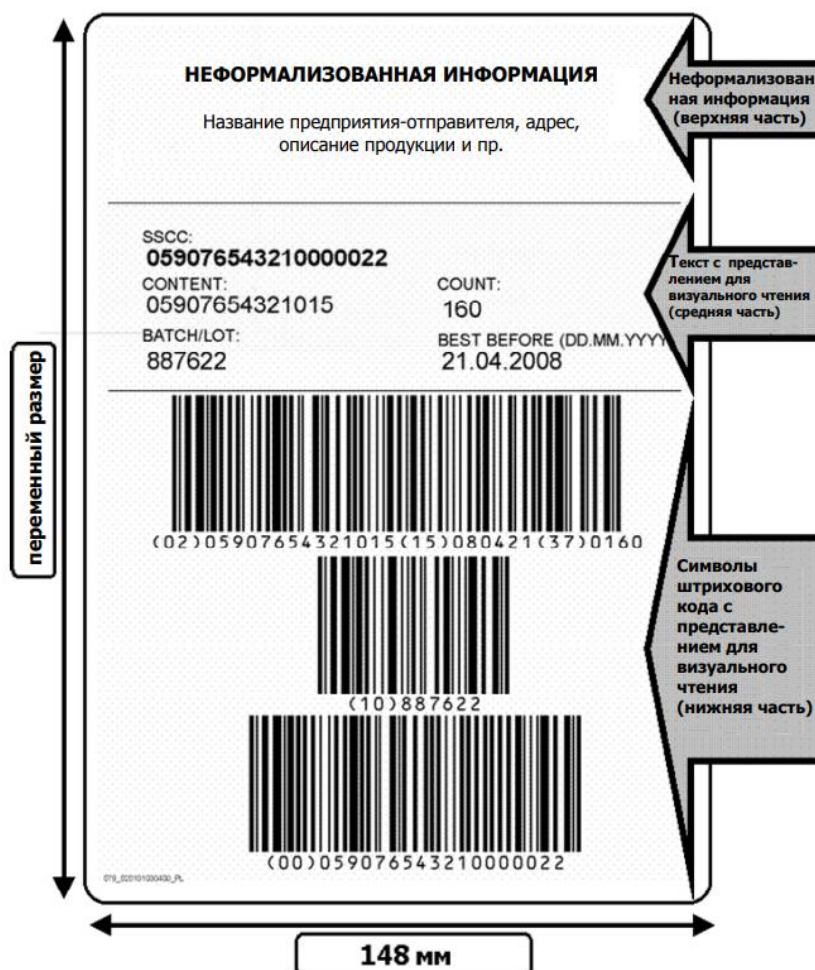 НЕФОРМАЛИЗОВАННАЯ ИНФОРМАЦИЯ
Название предприятия-отправителя, адрес,
описание продукции и пр.
Неформализован
ная информация
(верхняя часть)
SSCC:
059076543210000022
CONTENT:
05907654321015
COUNT:
160
BATCH/LOT:
887622
BEST BEFORE (DD.MM.YYYY
21.04.2008
Текст с представ-
лением для
визуального чтения
(средняя часть)
переменный размер
(02)05907654321015(15)080421(37)0160
(10)887622
(00)059076543210000022
Символы
штрихового
кода с
представле-
нием для
визуального
чтения
(нижняя часть)
148 мм